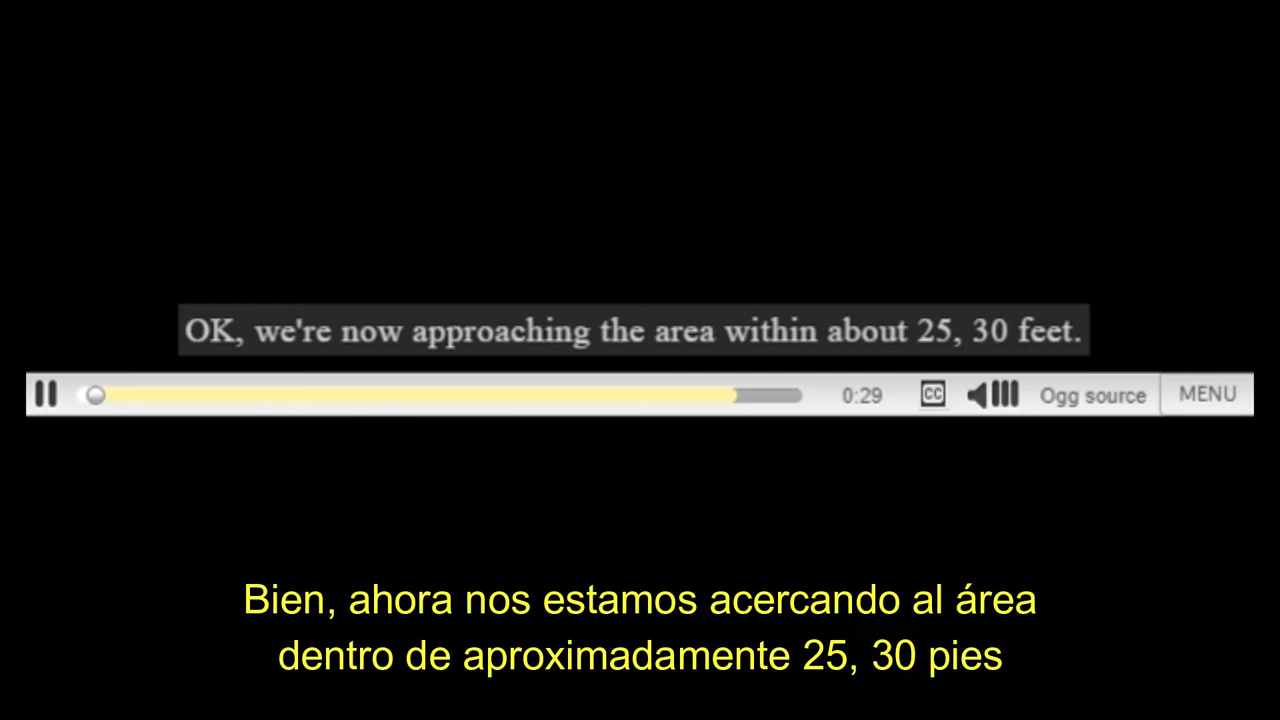 OK, we're now approaching the area within about 25, 30 feet.
0:29 CC Ogg source MENU
Bien, ahora nos estamos acercando al área
dentro de aproximadamente 25, 30 pies